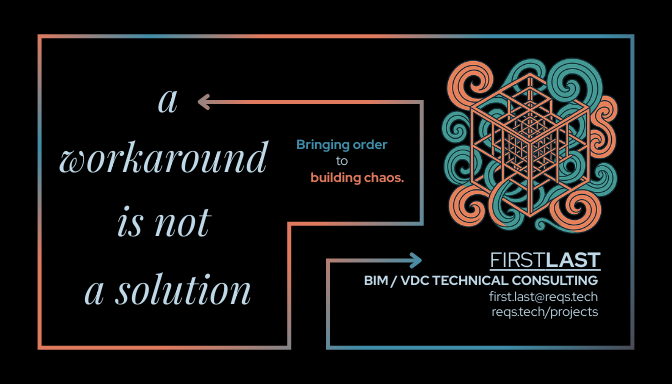 a
workaround
is not
a solution
Bringing order
to
building chaos.
FIRSTLAST
BIM / VDC TECHNICAL CONSULTING
first.last@reqs.tech
reqs.tech/projects